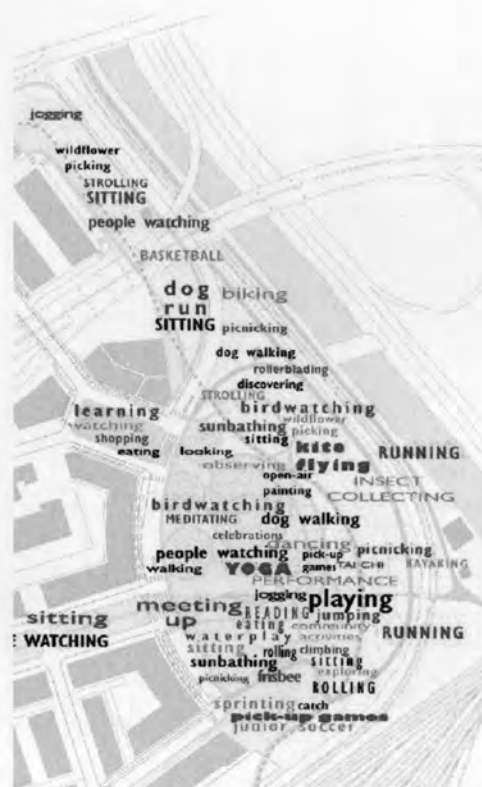 jogging
wildflower
picking
STROLLING
SITTING
people watching
BASKETBALL
dog biking
run
SITTING picnicking
dog walking
rollerblading
discovering
STROLLING
learning birdwatching
watching wildflower
sunbathing picking
shopping sitting kite RUNNING
eating looking
observing flying
open-air INSECT
painting COLLECTING
birdwatching
MEDITATING dog walking
celebrations
dancing
people watching pick-up picnicking
walking YOGA games TAI CHI KAYAKING
PERFORMANCE
jogging playing
meeting READING jumping
sitting up eating community RUNNING
E WATCHING waterplay activities
sitting rolling climbing
sunbathing SITTING
exploring
picnicking frisbee
ROLLING
sprinting catch
pick-up games
junior soccer